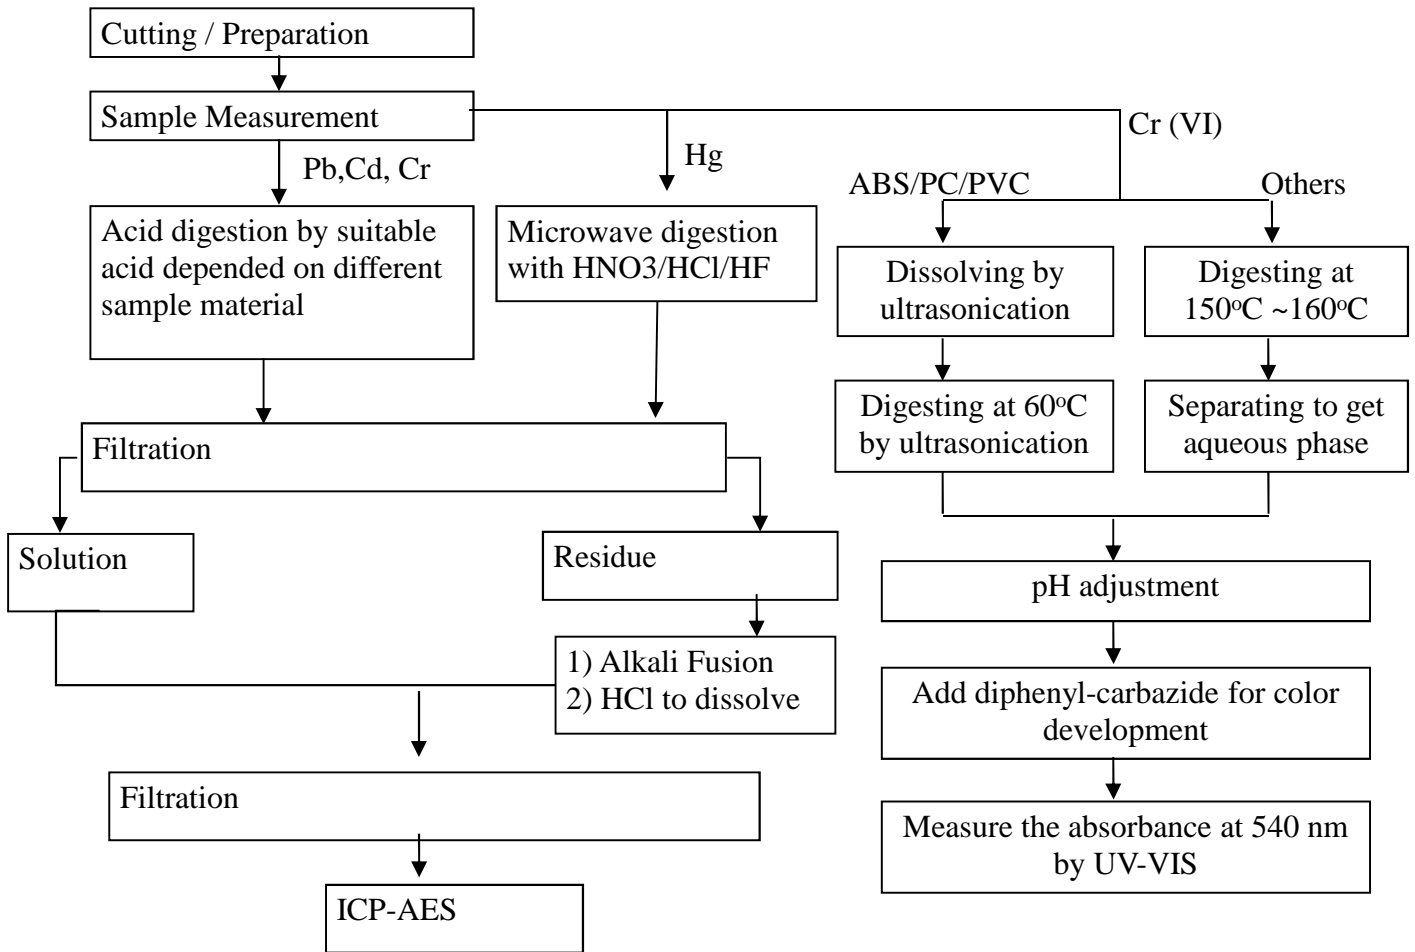 Cutting / Preparation
Sample Measurement
Pb,Cd, Cr
Hg
Cr (VI)
ABS/PC/PVC
Others
Acid digestion by suitable
acid depended on different
sample material
Microwave digestion
with HNO3/HCl/HF
Dissolving by
ultrasonication
Digesting at
150°C ~160°C
Digesting at 60°C
by ultrasonication
Separating to get
aqueous phase
Filtration
Solution
Residue
pH adjustment
1) Alkali Fusion
2) HCl to dissolve
Add diphenyl-carbazide for color
development
Filtration
Measure the absorbance at 540 nm
by UV-VIS
ICP-AES